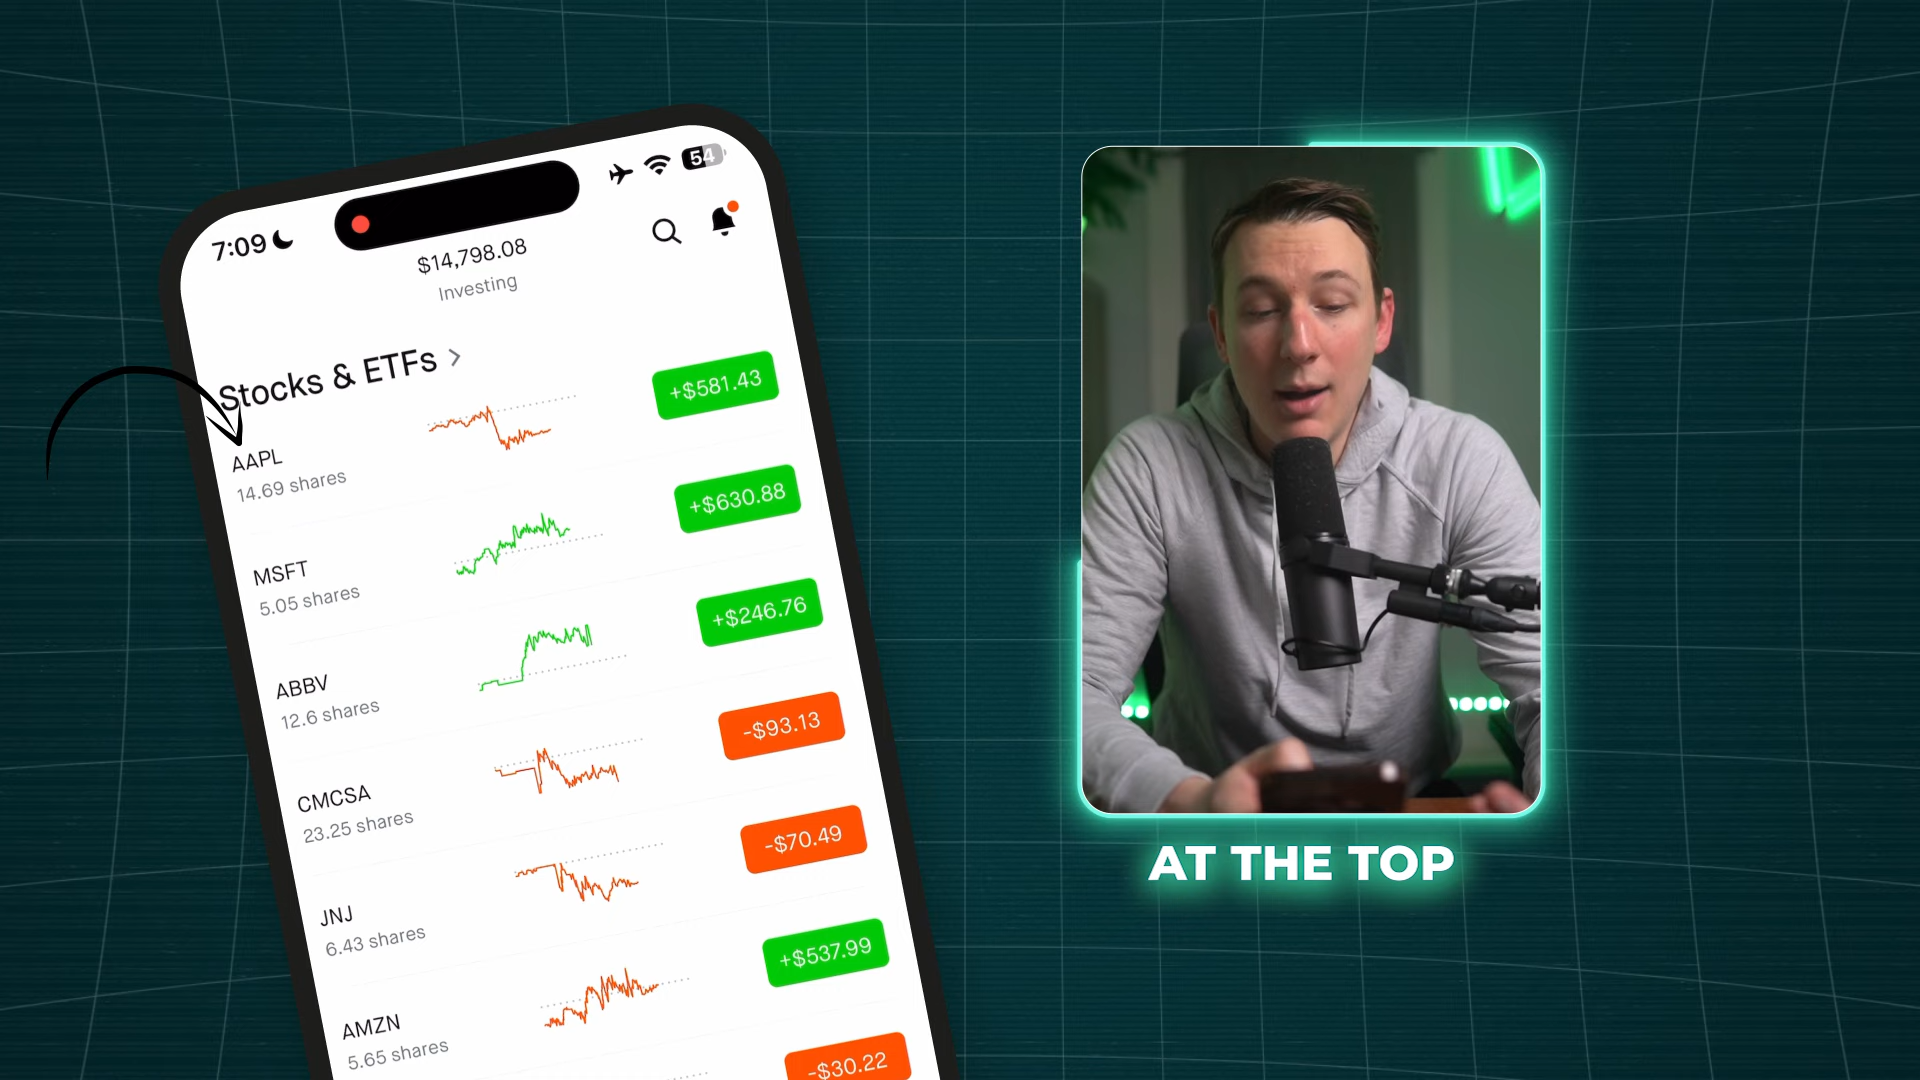 7:09
54
$14,798.08
Investing
Stocks & ETFs
AAPL
14.69 shares
+$581.43
MSFT
5.05 shares
+$630.88
ABBV
12.6 shares
+$246.76
CMCSA
23.25 shares
-$93.13
JNJ
6.43 shares
-$70.49
AMZN
5.65 shares
+$537.99
-$30.22
AT THE TOP